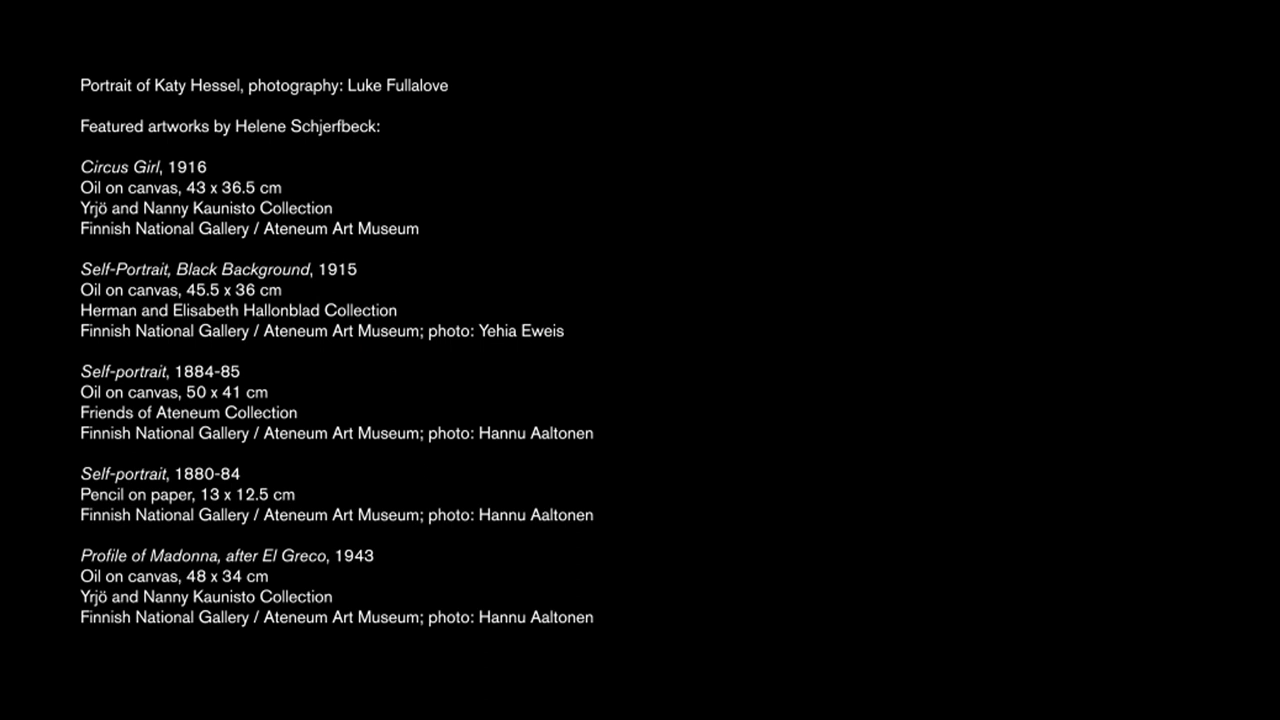 Portrait of Katy Hessel, photography: Luke Fullalove
Featured artworks by Helene Schjerfbeck:
Circus Girl, 1916
Oil on canvas, 43 x 36.5 cm
Yrjö and Nanny Kaunisto Collection
Finnish National Gallery / Ateneum Art Museum
Self-Portrait, Black Background, 1915
Oil on canvas, 45.5 x 36 cm
Herman and Elisabeth Hallonblad Collection
Finnish National Gallery / Ateneum Art Museum; photo: Yehia Eweis
Self-portrait, 1884-85
Oil on canvas, 50 x 41 cm
Friends of Ateneum Collection
Finnish National Gallery / Ateneum Art Museum; photo: Hannu Aaltonen
Self-portrait, 1880-84
Pencil on paper, 13 x 12.5 cm
Finnish National Gallery / Ateneum Art Museum; photo: Hannu Aaltonen
Profile of Madonna, after El Greco, 1943
Oil on canvas, 48 x 34 cm
Yrjö and Nanny Kaunisto Collection
Finnish National Gallery / Ateneum Art Museum; photo: Hannu Aaltonen